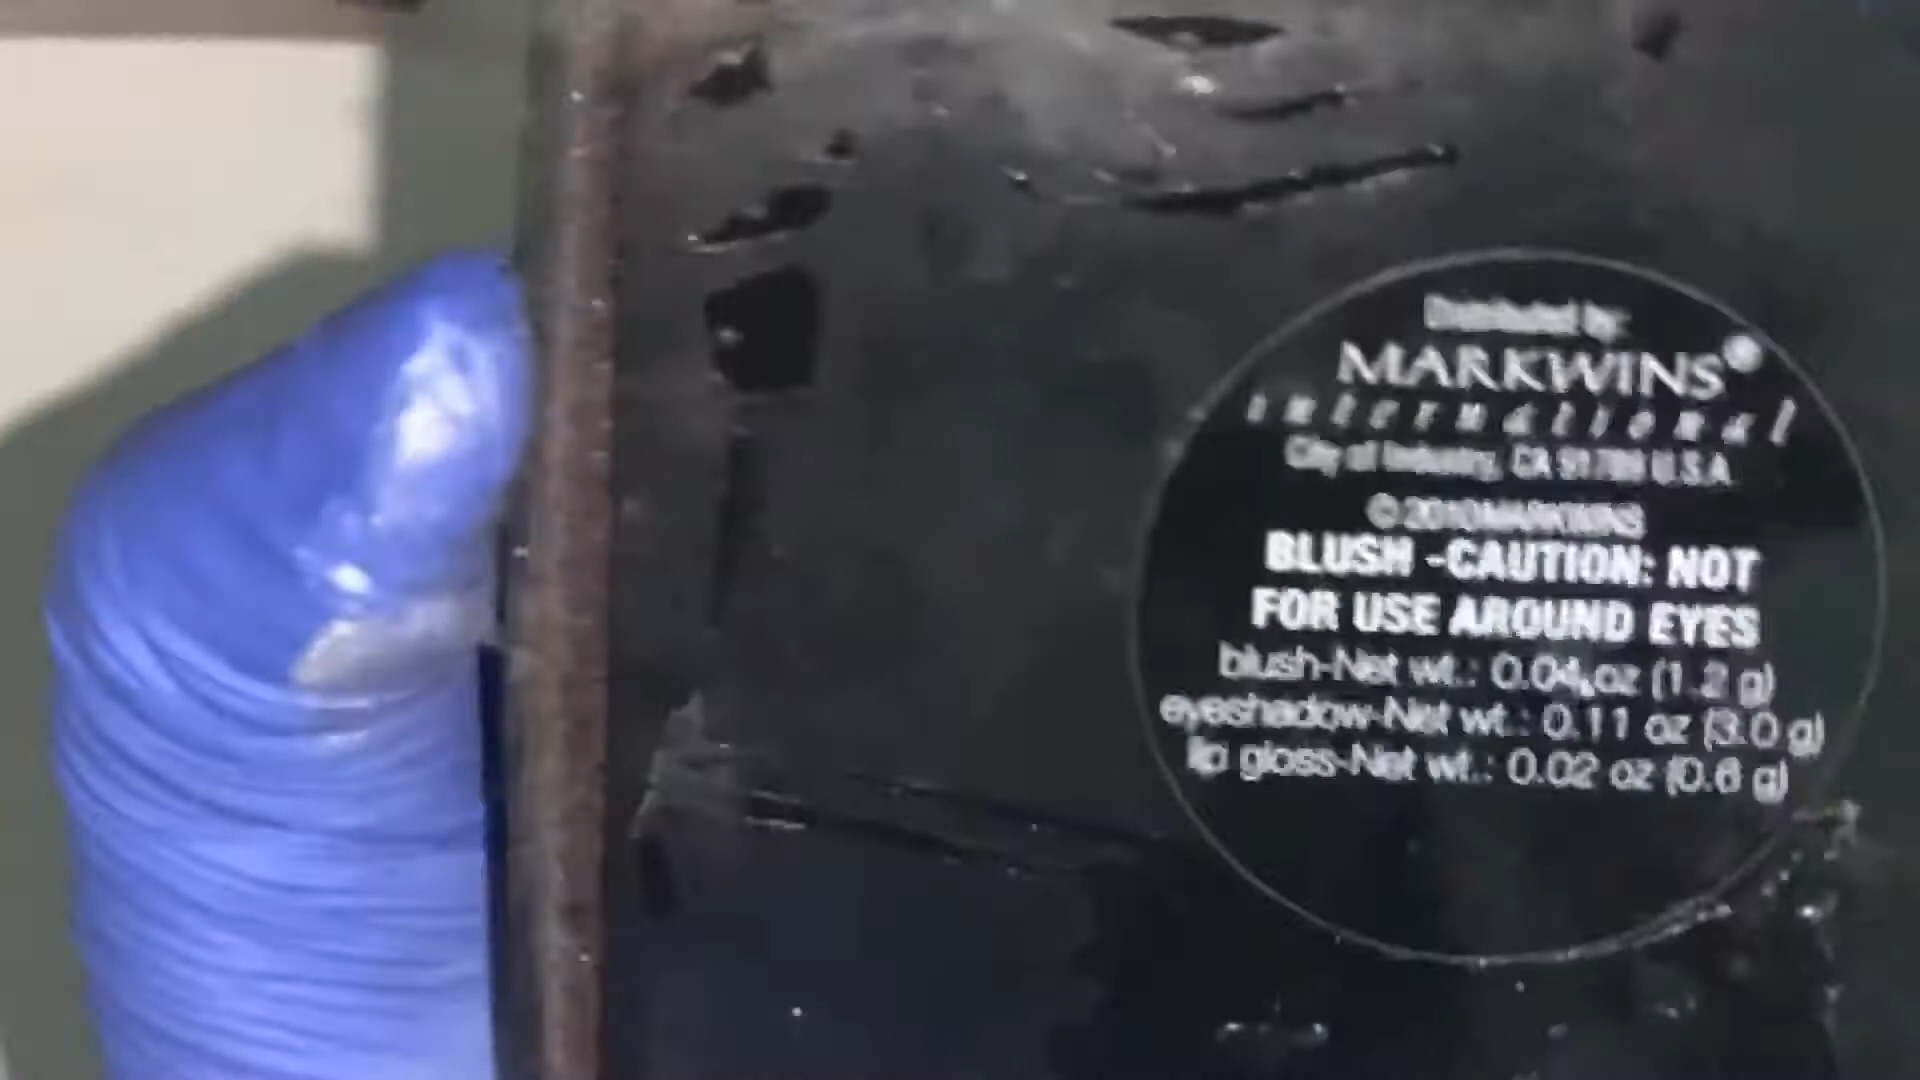 Distributed by:
MARKWINS®
international
City of Industry, CA 91789 U.S.A
© 2010 MARKWINS
BLUSH -CAUTION: NOT
FOR USE AROUND EYES
blush-Net wt.: 0.04 oz (1.2 g)
eyeshadow-Net wt.: 0.11 oz (3.0 g)
lip gloss-Net wt.: 0.02 oz (0.6 g)